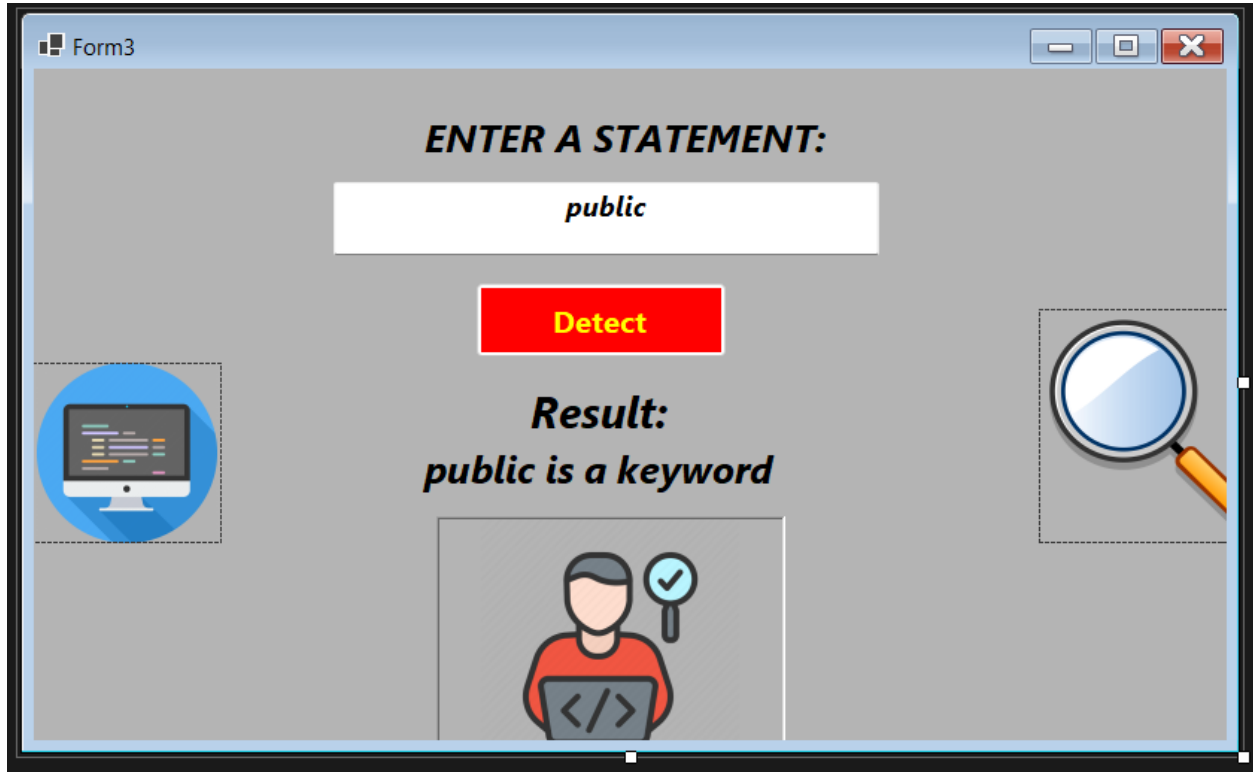 Form3
ENTER A STATEMENT:
public
Detect
Result:
public is a keyword
</>